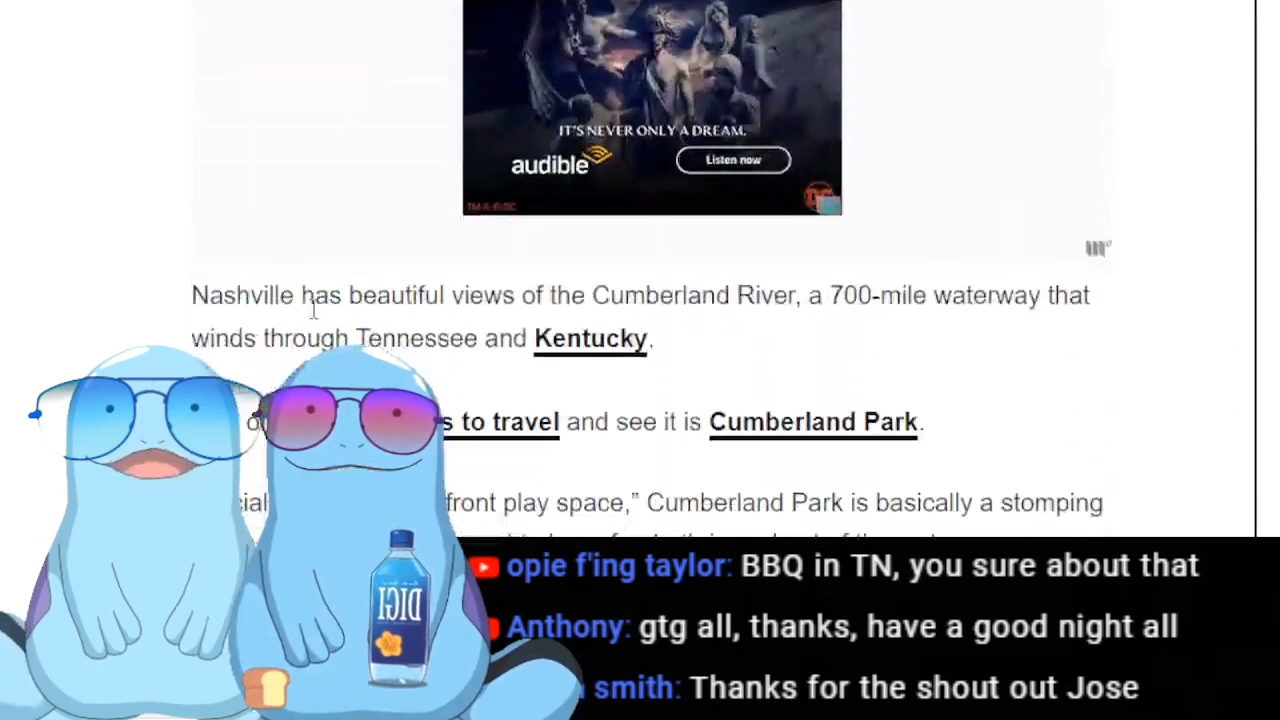 IT'S NEVER ONLY A DREAM.
audible
Listen now
Nashville has beautiful views of the Cumberland River, a 700-mile waterway that
winds through Tennessee and Kentucky.
to travel and see it is Cumberland Park.
front play space,” Cumberland Park is basically a stomping
opie f'ing taylor: BBQ in TN, you sure about that
Anthony: gtg all, thanks, have a good night all
smith: Thanks for the shout out Jose
DIGI